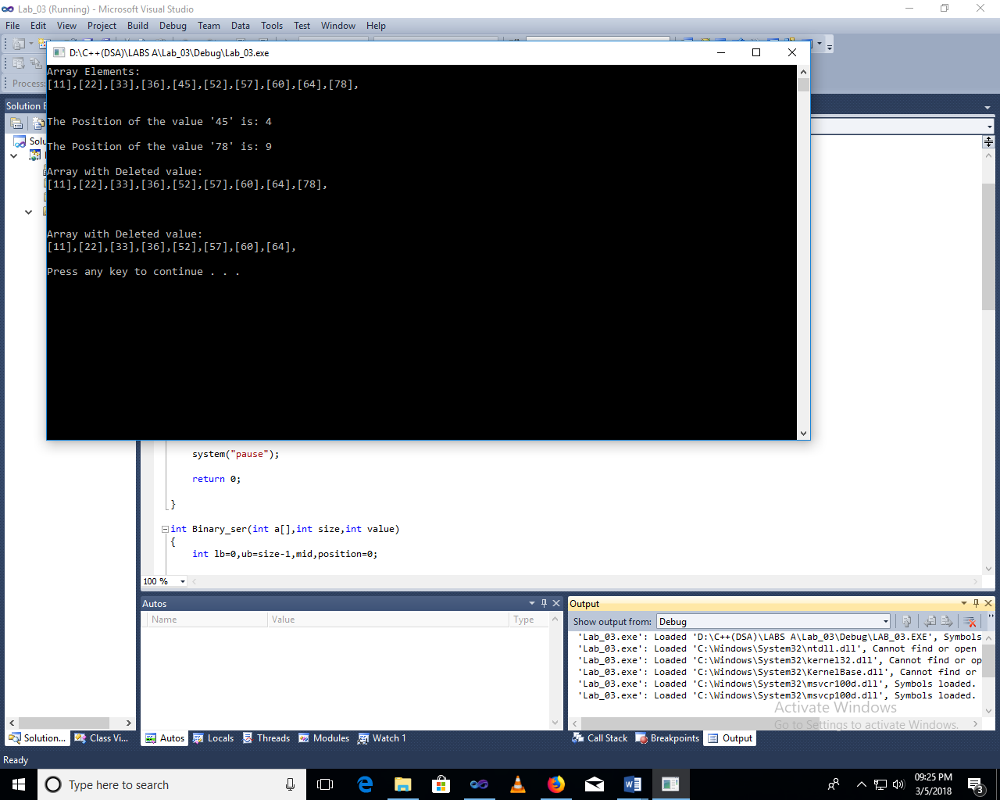 Lab_03 (Running) - Microsoft Visual Studio
File Edit View Project Build Debug Team Data Tools Test Window Help
D:\C++(DSA)\LABS A\Lab_03\Debug\Lab_03.exe
Process:
Array Elements:
[11],[22],[33],[36],[45],[52],[57],[60],[64],[78],
The Position of the value '45' is: 4
The Position of the value '78' is: 9
Array with Deleted value:
[11],[22],[33],[36],[52],[57],[60],[64],[78],
Array with Deleted value:
[11],[22],[33],[36],[52],[57],[60],[64],
Press any key to continue . . .
Solution E
Solu
system("pause");
return 0;
}
int Binary_ser(int a[],int size,int value)
{
int lb=0,ub=size-1,mid,position=0;
100 %
Autos
Name Value Type
Output
Show output from: Debug
'Lab_03.exe': Loaded 'D:\C++(DSA)\LABS A\Lab_03\Debug\LAB_03.EXE', Symbols
'Lab_03.exe': Loaded 'C:\Windows\System32\ntdll.dll', Cannot find or open
'Lab_03.exe': Loaded 'C:\Windows\System32\kernel32.dll', Cannot find or op
'Lab_03.exe': Loaded 'C:\Windows\System32\KernelBase.dll', Cannot find or
'Lab_03.exe': Loaded 'C:\Windows\System32\msvcr100d.dll', Symbols loaded.
'Lab_03.exe': Loaded 'C:\Windows\System32\msvcp100d.dll', Symbols loaded.
Activate Windows
Go to Settings to activate Windows.
Solution... Class Vi... Autos Locals Threads Modules Watch 1 Call Stack Breakpoints Output
Ready
Type here to search
09:25 PM
3/5/2018
3